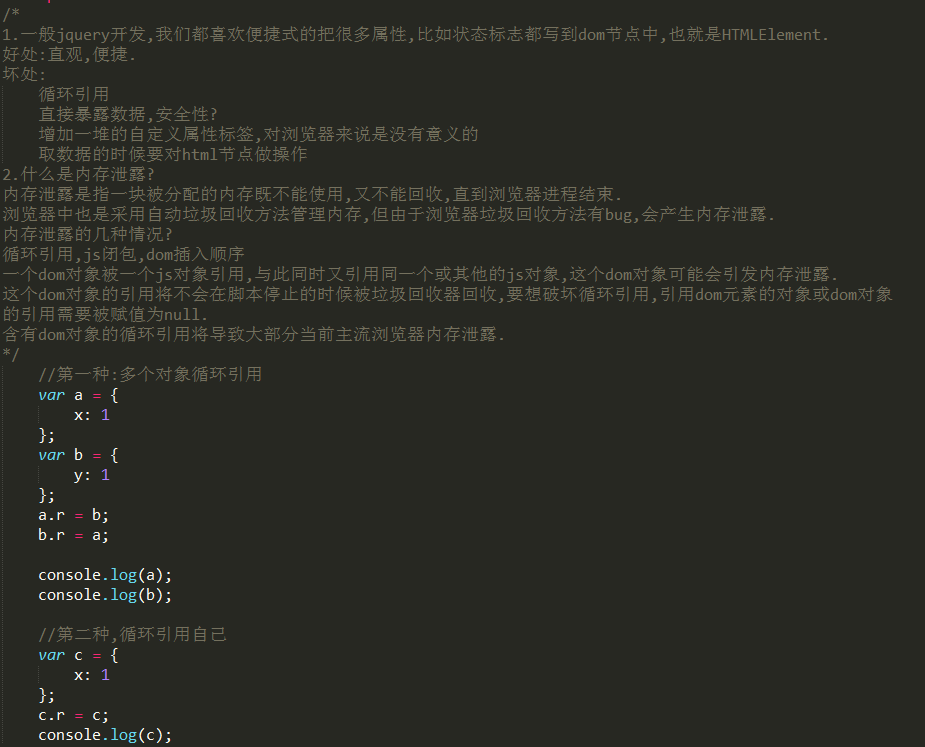 /*
1.一般jquery开发,我们都喜欢便捷式的把很多属性,比如状态标志都写到dom节点中,也就是HTMLElement.
好处:直观,便捷.
坏处:
循环引用
直接暴露数据,安全性?
增加一堆的自定义属性标签,对浏览器来说是没有意义的
取数据的时候要对html节点做操作
2.什么是内存泄露?
内存泄露是指一块被分配的内存既不能使用,又不能回收,直到浏览器进程结束.
浏览器中也是采用自动垃圾回收方法管理内存,但由于浏览器垃圾回收方法有bug,会产生内存泄露.
内存泄露的几种情况?
循环引用,js闭包,dom插入顺序
一个dom对象被一个js对象引用,与此同时又引用同一个或其他的js对象,这个dom对象可能会引发内存泄露.
这个dom对象的引用将不会在脚本停止的时候被垃圾回收器回收,要想破坏循环引用,引用dom元素的对象或dom对象
的引用需要被赋值为null.
含有dom对象的循环引用将导致大部分当前主流浏览器内存泄露.
*/
//第一种:多个对象循环引用
var a = {
x: 1
};
var b = {
y: 1
};
a.r = b;
b.r = a;
console.log(a);
console.log(b);
//第二种,循环引用自己
var c = {
x: 1
};
c.r = c;
console.log(c);